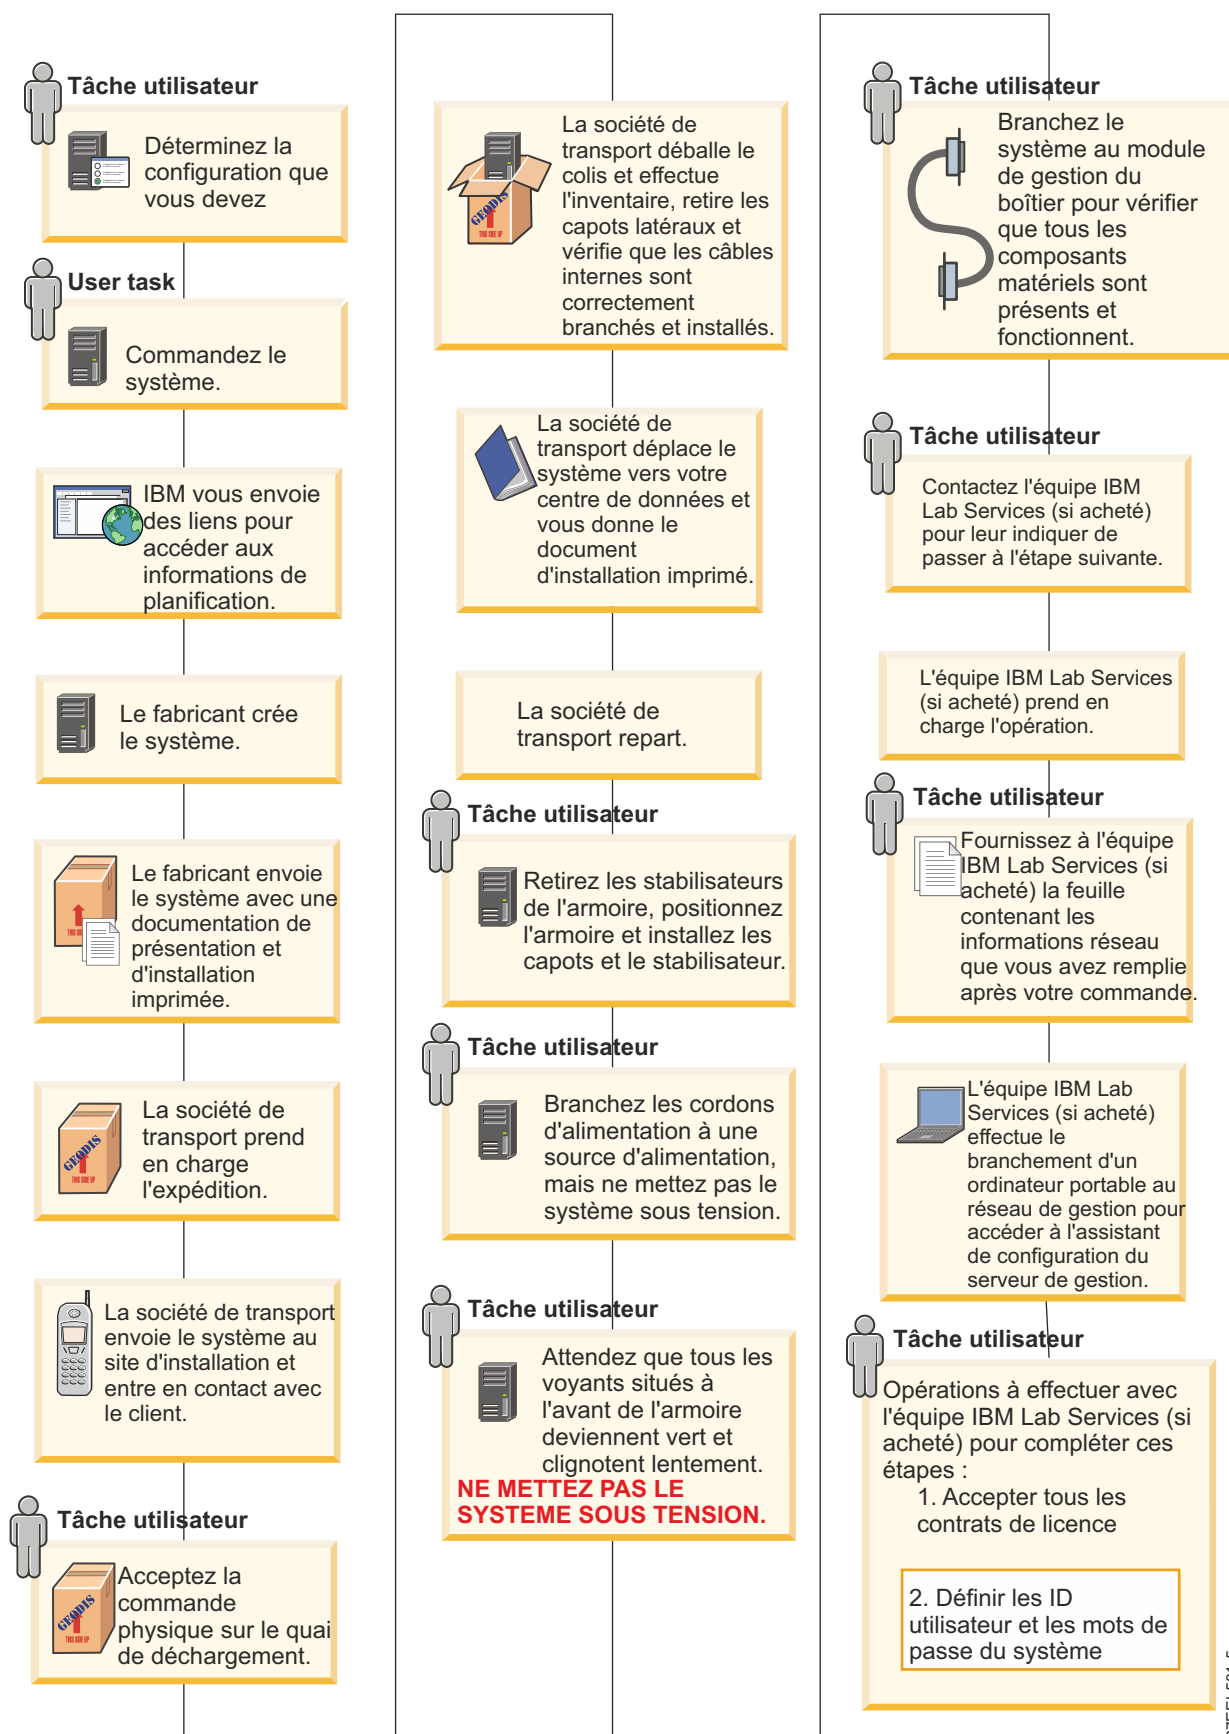 Tâche utilisateur
Déterminez la
configuration que
vous devez
User task
Commandez le
système.
IBM vous envoie
des liens pour
accéder aux
informations de
planification.
Le fabricant crée
le système.
Le fabricant envoie
le système avec une
documentation de
présentation et
d'installation
imprimée.
THIS SIDE UP
La société de
transport prend
en charge
l'expédition.
GEODIS
THIS SIDE UP
La société de transport
envoie le système au
site d'installation et
entre en contact avec
le client.
Tâche utilisateur
Acceptez la
commande
physique sur le quai
de déchargement.
GEODIS
THIS SIDE UP
La société de
transport déballe le
colis et effectue
l'inventaire, retire les
capots latéraux et
vérifie que les câbles
internes sont
correctement
branchés et installés.
GEODIS
THIS SIDE UP
La société de
transport déplace le
système vers votre
centre de données et
vous donne le
document
d'installation imprimé.
La société de
transport repart.
Tâche utilisateur
Retirez les stabilisateurs
de l'armoire, positionnez
l'armoire et installez les
capots et le stabilisateur.
Tâche utilisateur
Branchez les cordons
d'alimentation à une
source d'alimentation,
mais ne mettez pas le
système sous tension.
Tâche utilisateur
Attendez que tous les
voyants situés à
l'avant de l'armoire
deviennent vert et
clignotent lentement.
NE METTEZ PAS LE
SYSTEME SOUS TENSION.
Tâche utilisateur
Branchez le
système au module
de gestion du
boîtier pour vérifier
que tous les
composants
matériels sont
présents et
fonctionnent.
Tâche utilisateur
Contactez l'équipe IBM
Lab Services (si acheté)
pour leur indiquer de
passer à l'étape suivante.
L'équipe IBM Lab Services
(si acheté) prend en
charge l'opération.
Tâche utilisateur
Fournissez à l'équipe
IBM Lab Services (si
acheté) la feuille
contenant les
informations réseau
que vous avez remplie
après votre commande.
L'équipe IBM Lab
Services (si acheté)
effectue le
branchement d'un
ordinateur portable au
réseau de gestion pour
accéder à l'assistant
de configuration du
serveur de gestion.
Tâche utilisateur
Opérations à effectuer avec
l'équipe IBM Lab Services (si
acheté) pour compléter ces
étapes :
1. Accepter tous les
contrats de licence
2. Définir les ID
utilisateur et les mots de
passe du système